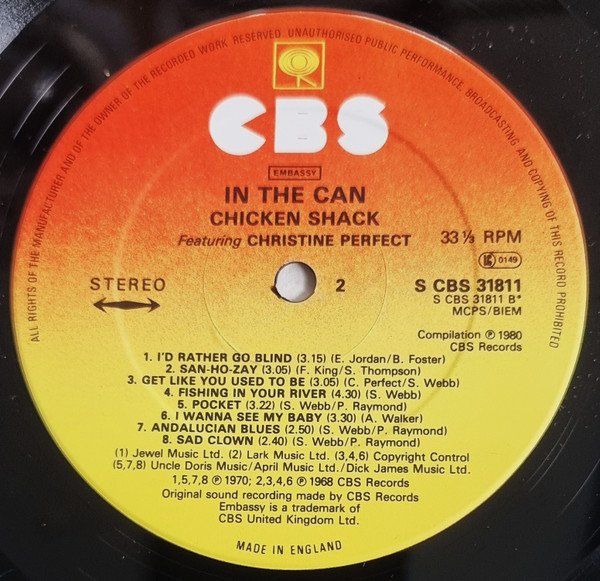 ALL RIGHTS OF THE MANUFACTURER AND OF THE OWNER OF THE RECORDED WORK RESERVED. UNAUTHORISED PUBLIC PERFORMANCE, BROADCASTING AND COPYING OF THIS RECORD PROHIBITED
CBS
EMBASSY
IN THE CAN
CHICKEN SHACK
Featuring CHRISTINE PERFECT
33⅓ RPM
LC 0149
STEREO
2
S CBS 31811
S CBS 31811 B*
MCPS/BIEM
Compilation ℗ 1980
CBS Records
1. I'D RATHER GO BLIND (3.15) (E. Jordan/B. Foster)
2. SAN-HO-ZAY (3.05) (F. King/S. Thompson)
3. GET LIKE YOU USED TO BE (3.05) (C. Perfect/S. Webb)
4. FISHING IN YOUR RIVER (4.30) (S. Webb)
5. POCKET (3.22) (S. Webb/P. Raymond)
6. I WANNA SEE MY BABY (3.30) (A. Walker)
7. ANDALUCIAN BLUES (2.50) (S. Webb/P. Raymond)
8. SAD CLOWN (2.40) (S. Webb/P. Raymond)
(1) Jewel Music Ltd. (2) Lark Music Ltd. (3,4,6) Copyright Control
(5,7,8) Uncle Doris Music/April Music Ltd./Dick James Music Ltd.
1,5,7,8 ℗ 1970; 2,3,4,6 ℗ 1968 CBS Records
Original sound recording made by CBS Records
Embassy is a trademark of
CBS United Kingdom Ltd.
MADE IN ENGLAND